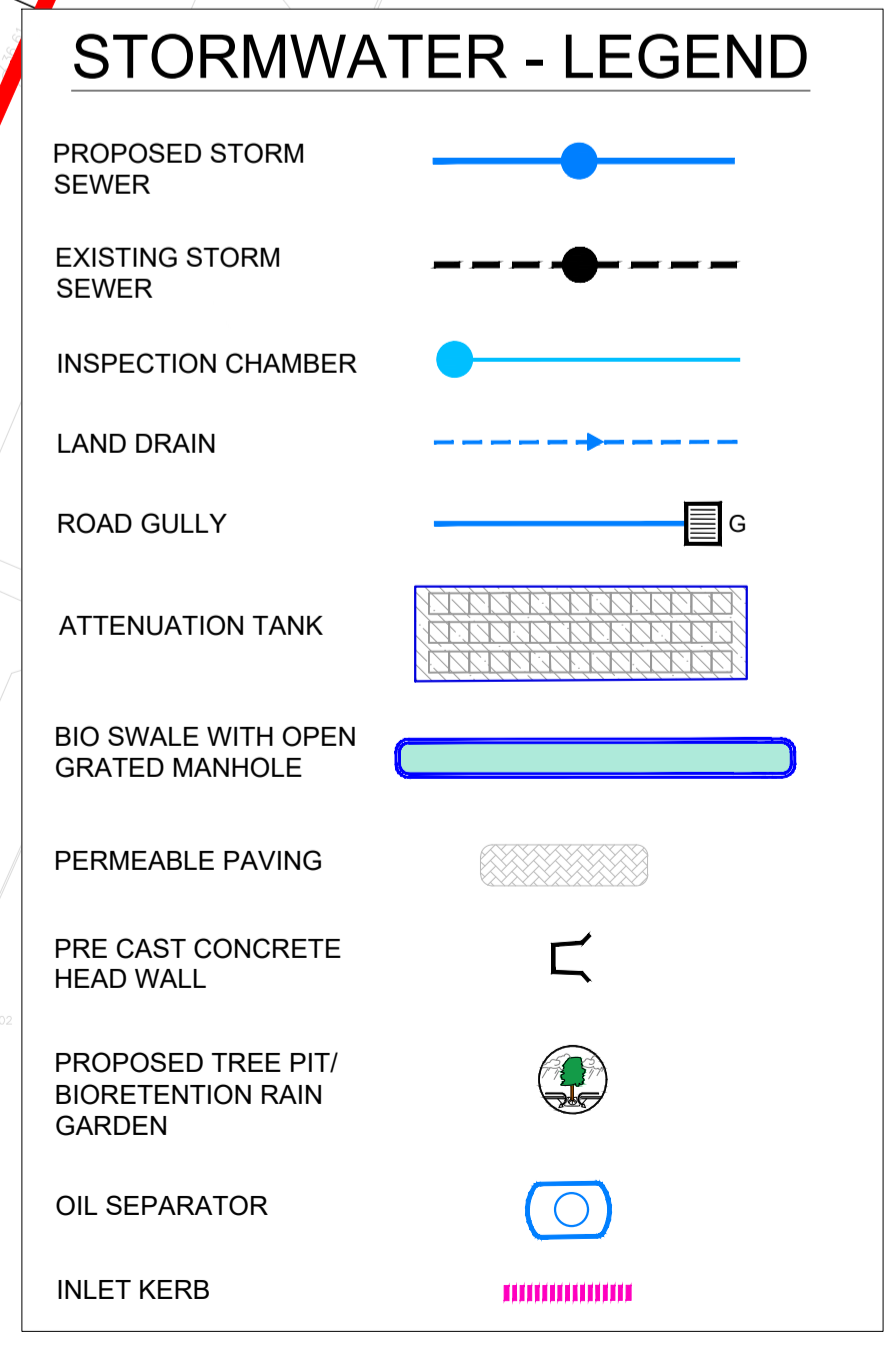 STORMWATER - LEGEND
PROPOSED STORM
SEWER
EXISTING STORM
SEWER
INSPECTION CHAMBER
LAND DRAIN
ROAD GULLY
G
ATTENUATION TANK
BIO SWALE WITH OPEN
GRATED MANHOLE
PERMEABLE PAVING
PRE CAST CONCRETE
HEAD WALL
PROPOSED TREE PIT/
BIORETENTION RAIN
GARDEN
OIL SEPARATOR
INLET KERB